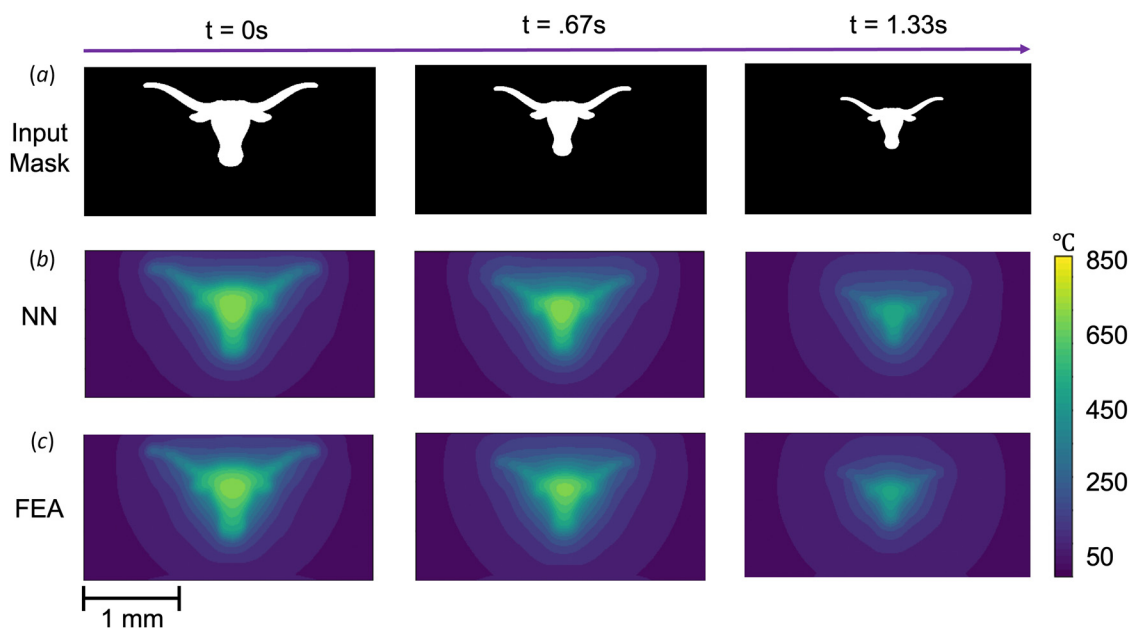 t = 0s
t = .67s
t = 1.33s
(a)
Input
Mask
(b)
NN
(c)
FEA
°C
850
650
450
250
50
1 mm